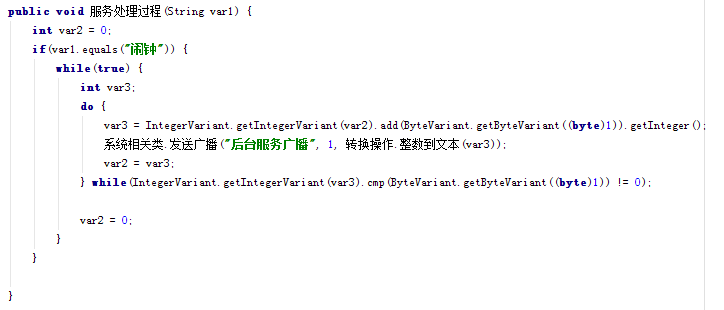 public void 服务处理过程(String var1) {
int var2 = 0;
if(var1.equals("闹钟")) {
while(true) {
int var3;
do {
var3 = IntegerVariant.getIntegerVariant(var2).add(ByteVariant.getByteVariant((byte)1)).getInteger();
系统相关类.发送广播("后台服务广播", 1, 转换操作.整数到文本(var3));
var2 = var3;
} while(IntegerVariant.getIntegerVariant(var3).cmp(ByteVariant.getByteVariant((byte)1)) != 0);
var2 = 0;
}
}
}